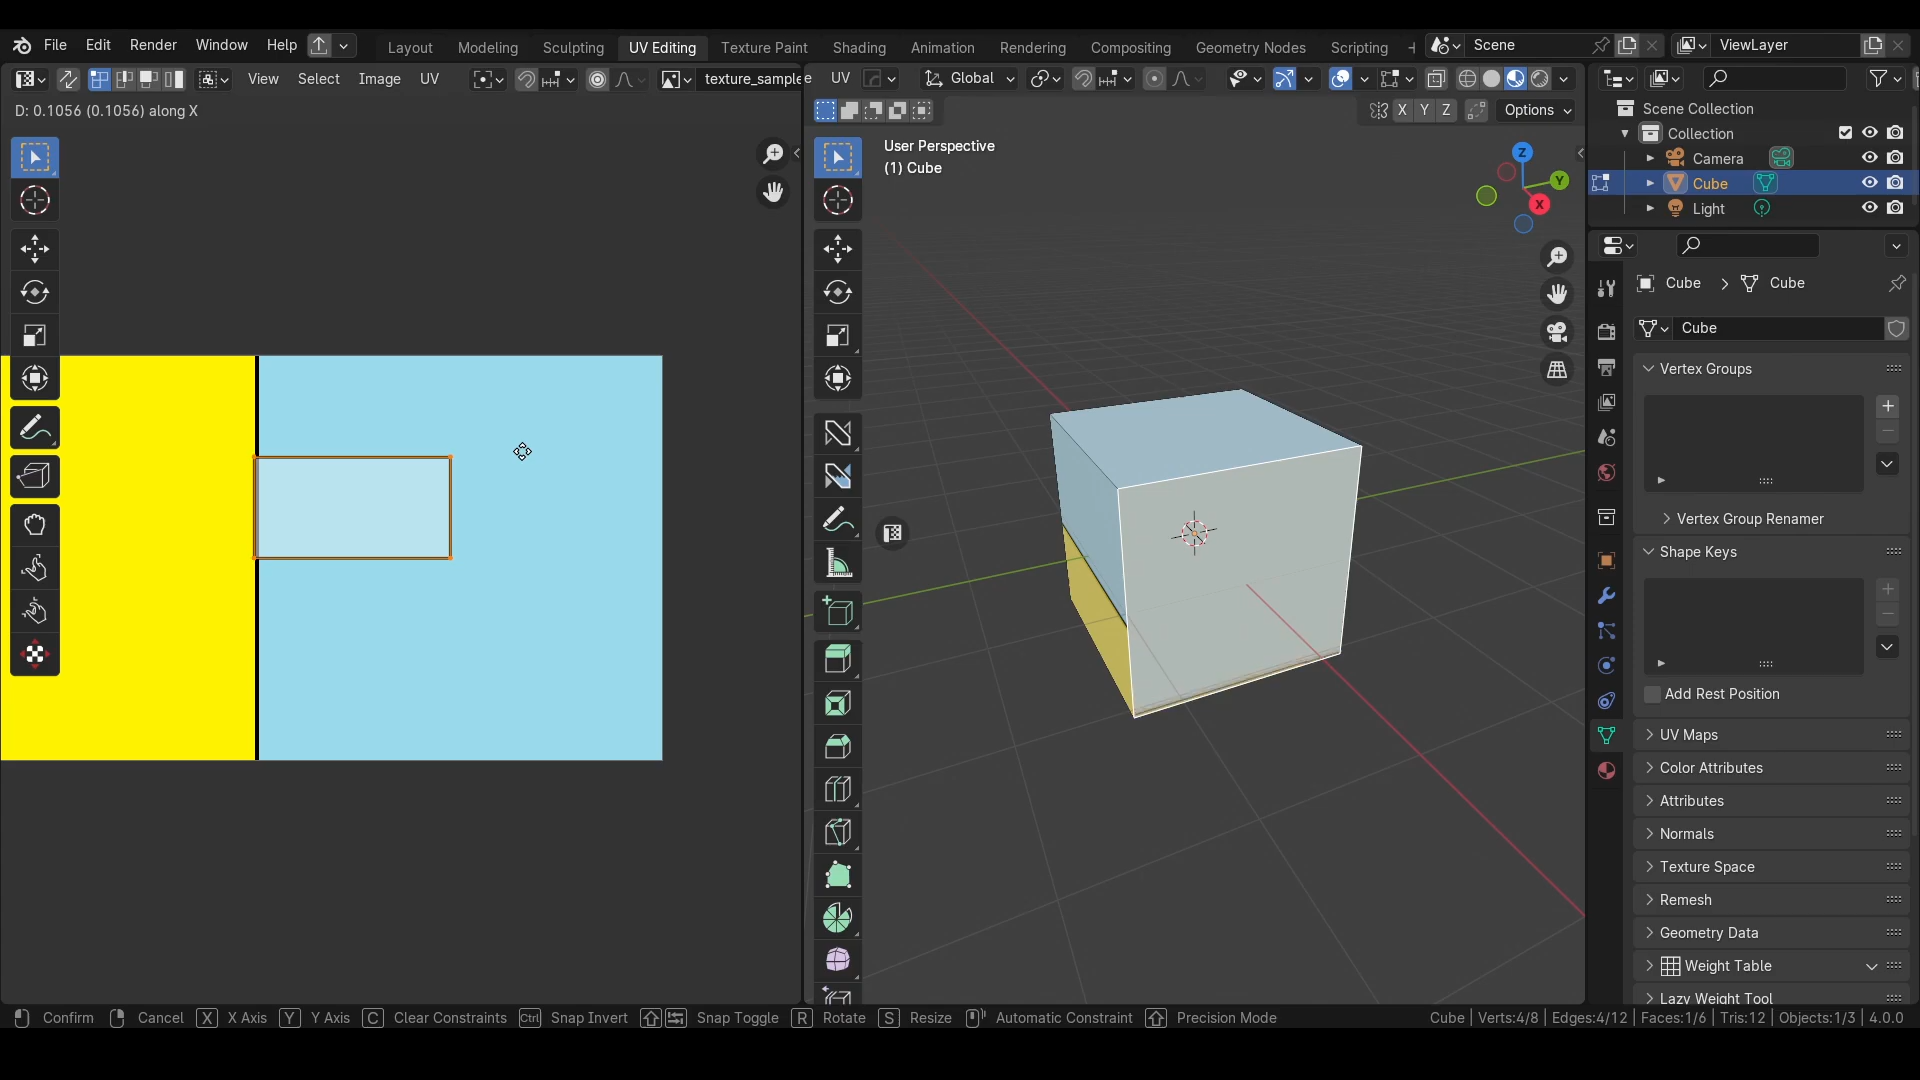 File Edit Render Window Help Layout Modeling Sculpting UV Editing Texture Paint Shading Animation Rendering Compositing Geometry Nodes Scripting Scene ViewLayer
View Select Image UV texture_sample UV Global
D: 0.1056 (0.1056) along X
X Y Z Options
User Perspective
(1) Cube
Z
Y
X
Scene Collection
Collection
Camera
Cube
Light
Cube > Cube
Cube
Vertex Groups
Vertex Group Renamer
Shape Keys
Add Rest Position
UV Maps
Color Attributes
Attributes
Normals
Texture Space
Remesh
Geometry Data
Weight Table
Lazy Weight Tool
Confirm Cancel X X Axis Y Y Axis C Clear Constraints Ctrl Snap Invert Snap Toggle R Rotate S Resize Automatic Constraint Precision Mode Cube | Verts:4/8 | Edges:4/12 | Faces:1/6 | Tris:12 | Objects:1/3 | 4.0.0